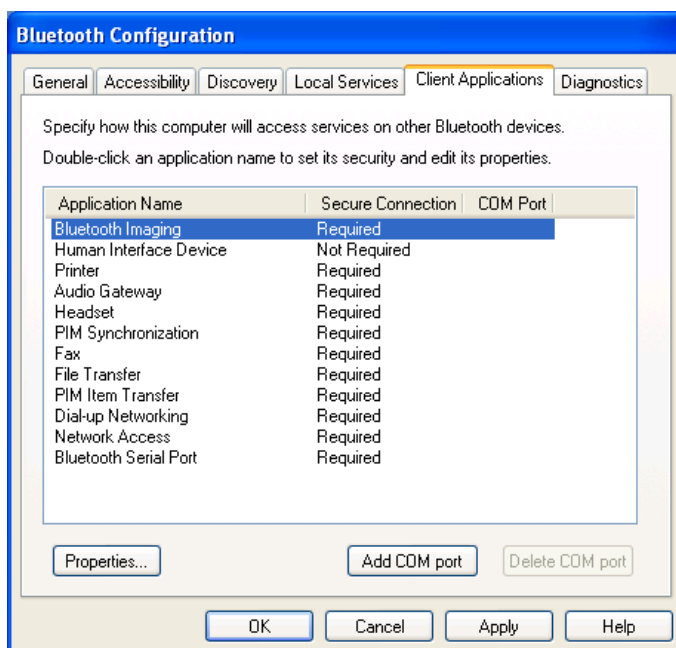 Bluetooth Configuration
General Accessibility Discovery Local Services Client Applications Diagnostics
Specify how this computer will access services on other Bluetooth devices.
Double-click an application name to set its security and edit its properties.
Application Name Secure Connection COM Port
Bluetooth Imaging Required
Human Interface Device Not Required
Printer Required
Audio Gateway Required
Headset Required
PIM Synchronization Required
Fax Required
File Transfer Required
PIM Item Transfer Required
Dial-up Networking Required
Network Access Required
Bluetooth Serial Port Required
Properties... Add COM port Delete COM port
OK Cancel Apply Help